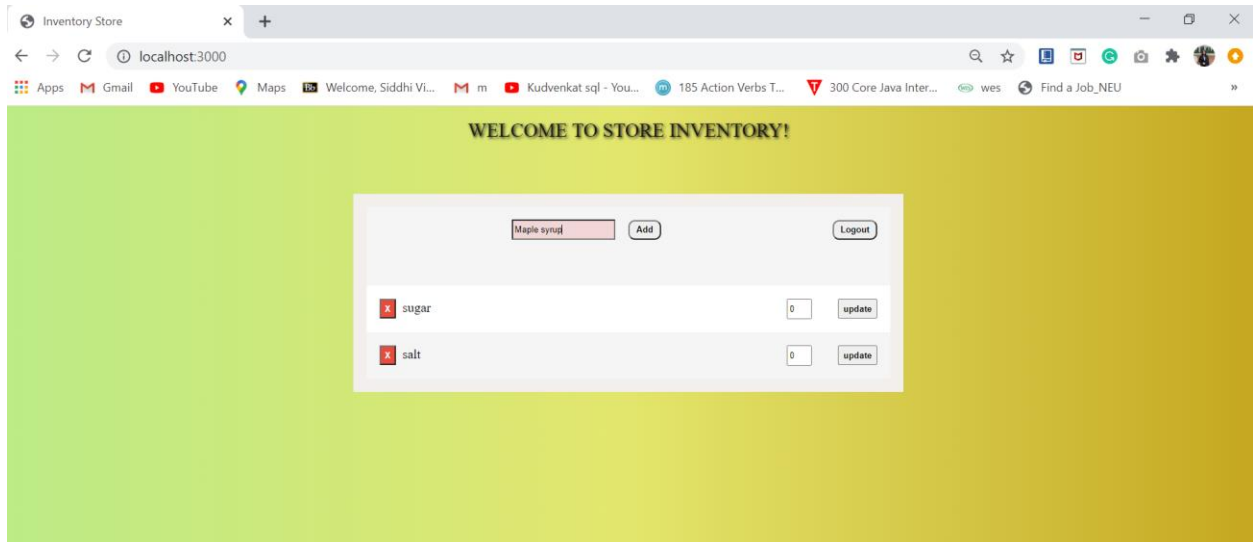 Inventory Store
localhost:3000
Apps Gmail YouTube Maps Bb Welcome, Siddhi Vi... m Kudvenkat sql - You... m 185 Action Verbs T... 300 Core Java Inter... wes wes Find a Job_NEU »
WELCOME TO STORE INVENTORY!
Maple syrup Add Logout
x sugar 0 update
x salt 0 update